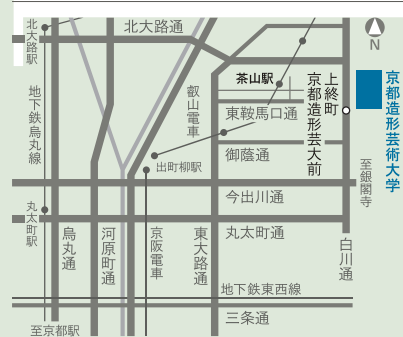 北大路駅
北大路通
N
茶山駅
上終町
京都造形芸大前
京都造形芸術大学
地下鉄烏丸線
叡山電車
東鞍馬口通
出町柳駅
御蔭通
至銀閣寺
今出川通
丸太町駅
烏丸通
河原町通
京阪電車
東大路通
丸太町通
白川通
地下鉄東西線
三条通
至京都駅